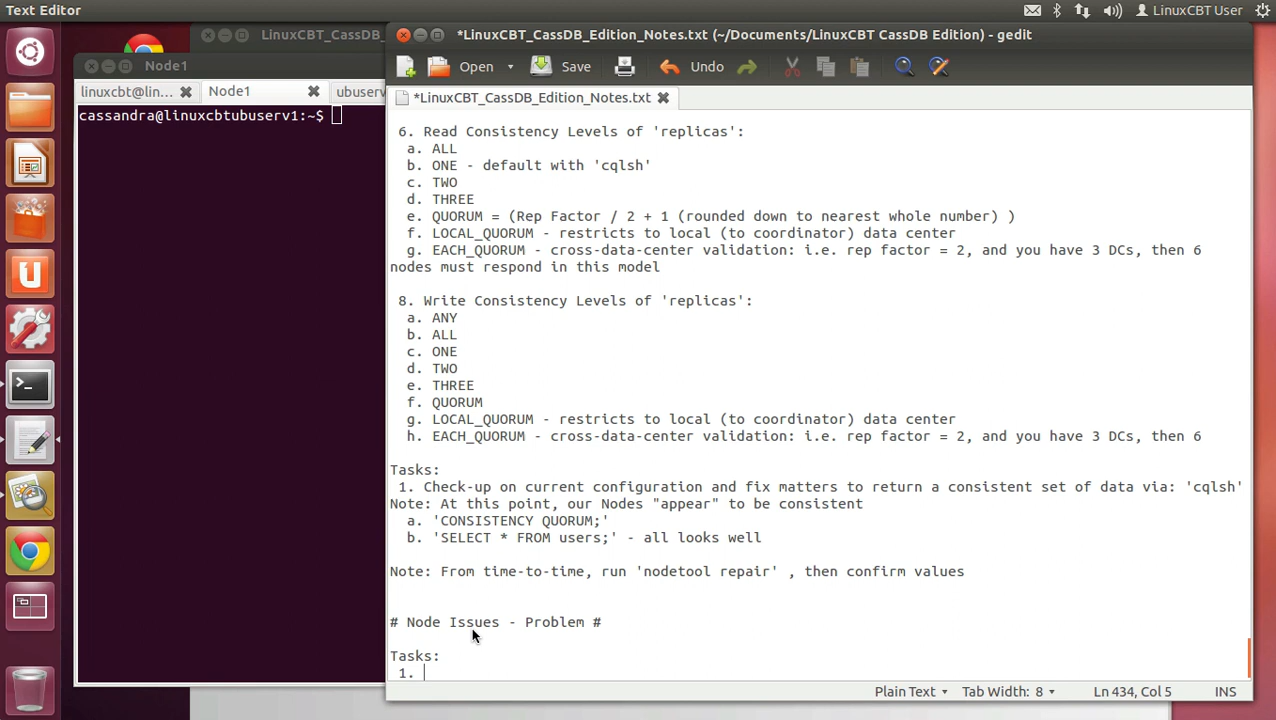 Text Editor
LinuxCBT User
LinuxCBT_CassDB_
*LinuxCBT_CassDB_Edition_Notes.txt (~/Documents/LinuxCBT CassDB Edition) - gedit
Node1
Open
Save
Undo
linuxcbt@lin...
Node1
ubuserv
*LinuxCBT_CassDB_Edition_Notes.txt
cassandra@linuxcbtubuserv1:~$
6. Read Consistency Levels of 'replicas':
a. ALL
b. ONE - default with 'cqlsh'
c. TWO
d. THREE
e. QUORUM = (Rep Factor / 2 + 1 (rounded down to nearest whole number) )
f. LOCAL_QUORUM - restricts to local (to coordinator) data center
g. EACH_QUORUM - cross-data-center validation: i.e. rep factor = 2, and you have 3 DCs, then 6
nodes must respond in this model
8. Write Consistency Levels of 'replicas':
a. ANY
b. ALL
c. ONE
d. TWO
e. THREE
f. QUORUM
g. LOCAL_QUORUM - restricts to local (to coordinator) data center
h. EACH_QUORUM - cross-data-center validation: i.e. rep factor = 2, and you have 3 DCs, then 6
Tasks:
1. Check-up on current configuration and fix matters to return a consistent set of data via: 'cqlsh'
Note: At this point, our Nodes "appear" to be consistent
a. 'CONSISTENCY QUORUM;'
b. 'SELECT * FROM users;' - all looks well
Note: From time-to-time, run 'nodetool repair' , then confirm values
# Node Issues - Problem #
Tasks:
1.
Plain Text
Tab Width: 8
Ln 434, Col 5
INS